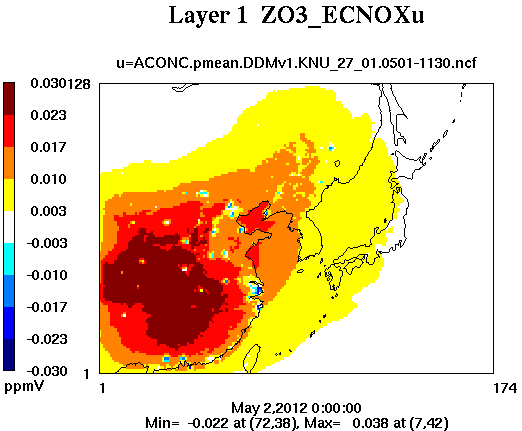 Layer 1 ZO3_ECNOXu
u=ACONC.pmean.DDMv1.KNU_27_01.0501-1130.ncf
0.030
0.023
0.017
0.010
0.003
-0.003
-0.010
-0.017
-0.023
-0.030
ppmV
128
1
1
174
May 2,2012 0:00:00
Min= -0.022 at (72,38), Max= 0.038 at (7,42)